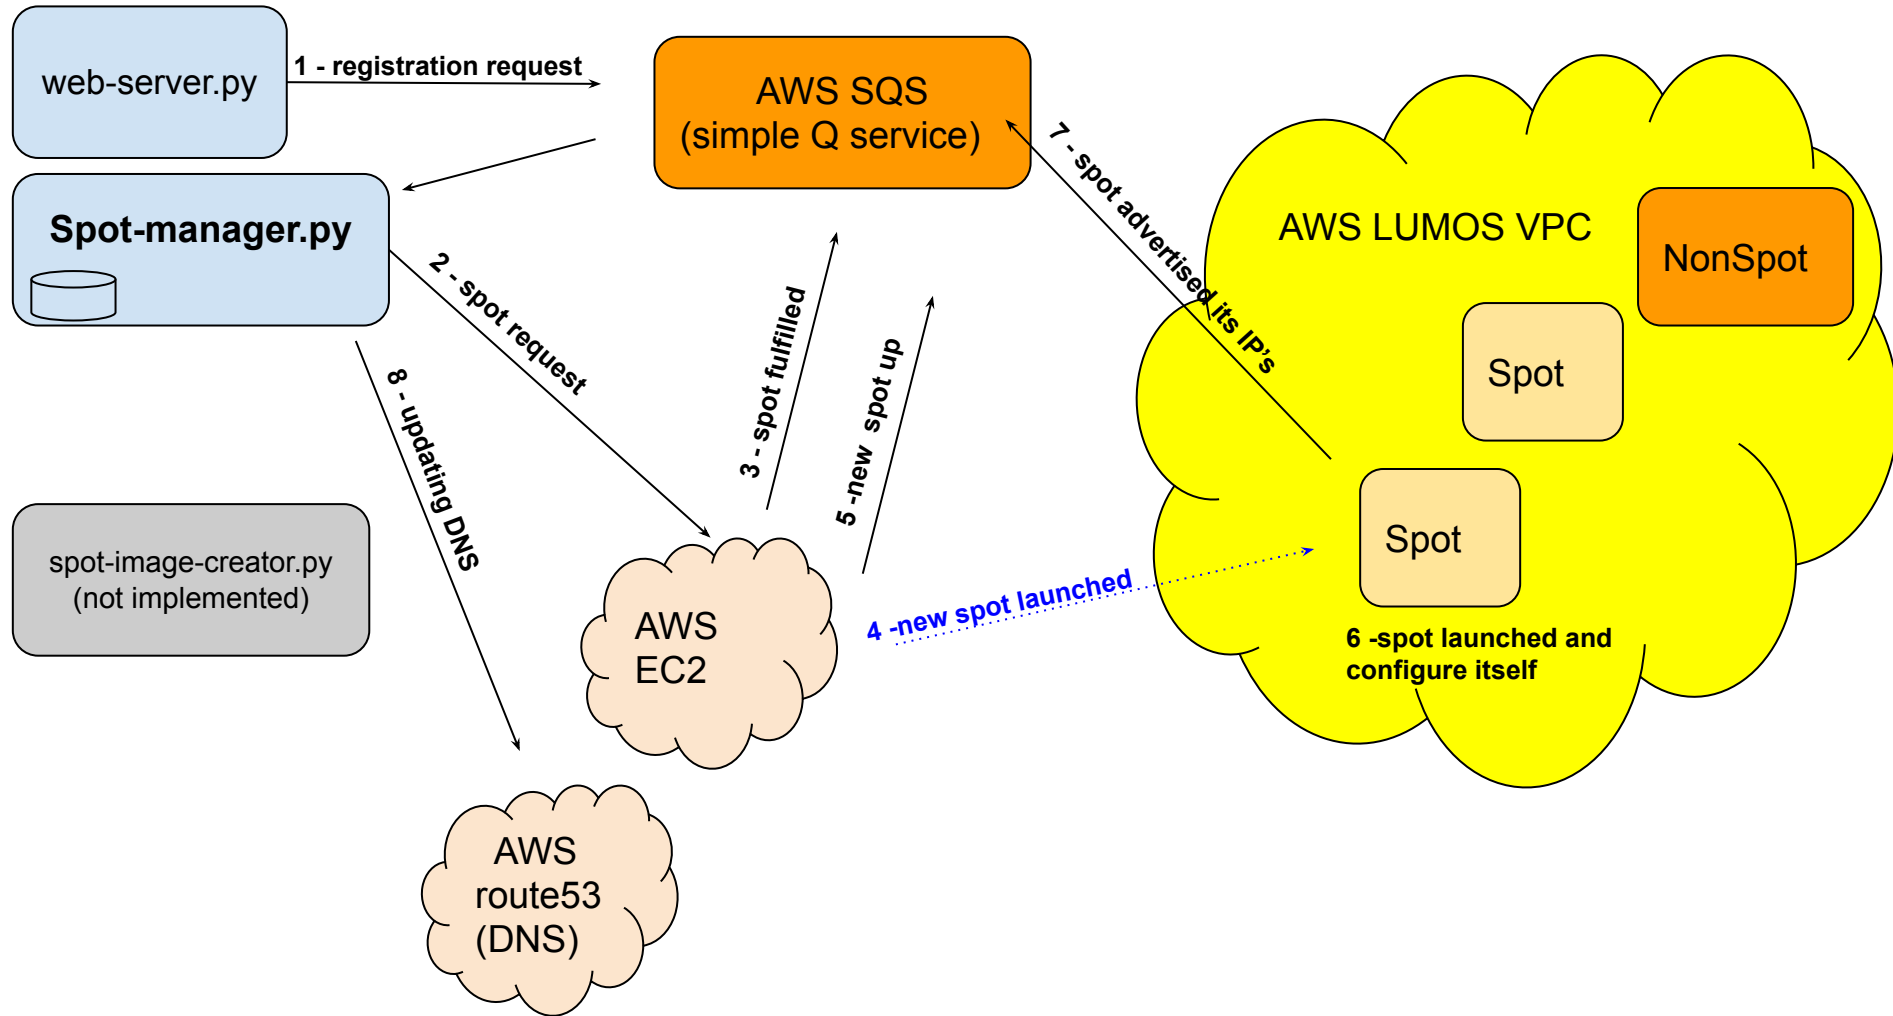 web-server.py
1 - registration request
AWS SQS
(simple Q service)
Spot-manager.py
2 - spot request
3 - spot fulfilled
5 -new  spot up
7 - spot advertised its IP's
AWS LUMOS VPC
NonSpot
Spot
Spot
8 - updating DNS
spot-image-creator.py
(not implemented)
AWS
EC2
4 -new spot launched
6 -spot launched and
configure itself
AWS
route53
(DNS)